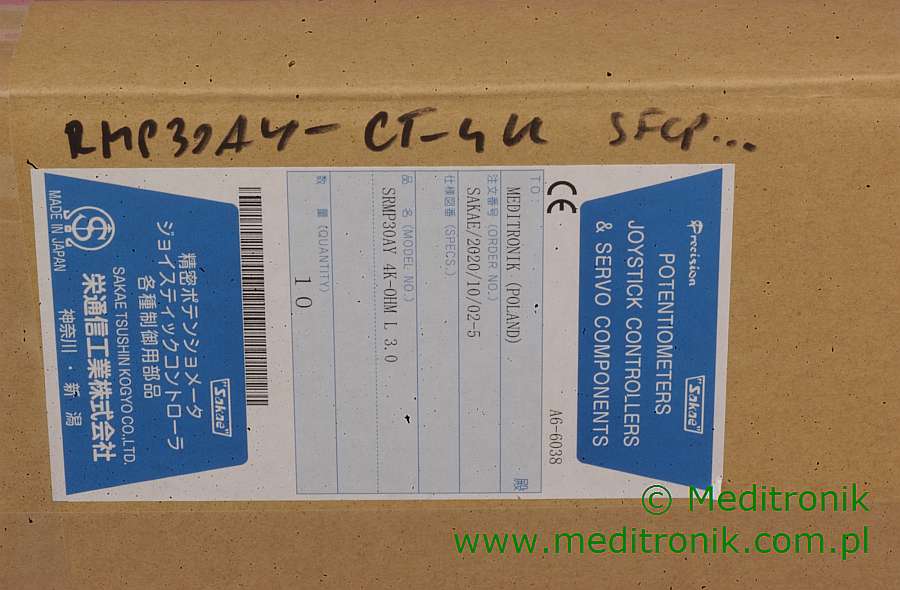 RMP30AY- CT-4K SFCP...
Precision
POTENTIOMETERS
JOYSTICK CONTROLLERS
& SERVO COMPONENTS
"Sakae"
CE
A6-6038
TO:
MEDITRONIK (POLAND)
殿
注文番号 (ORDER NO.)
SAKAE/2020/10/02-5
仕様図番 (SPECS.)
品 名 (MODEL NO.)
SRMP30AY 4K-OHM L 3.0
数 量 (QUANTITY)
10
"Sakae"
精密ポテンショメータ
ジョイスティックコントローラ
各種制御用部品
SAKAE TSUSHIN KOGYO CO.,LTD.
栄通信工業株式会社
神奈川・新潟
MADE IN JAPAN
© Meditronik
www.meditronik.com.pl